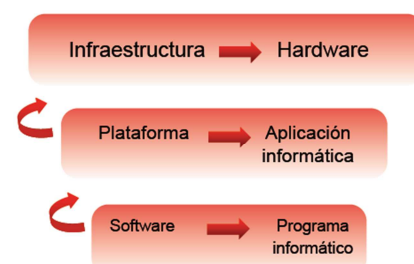 Infraestructura Hardware
Plataforma Aplicación
informática
Software Programa
informático